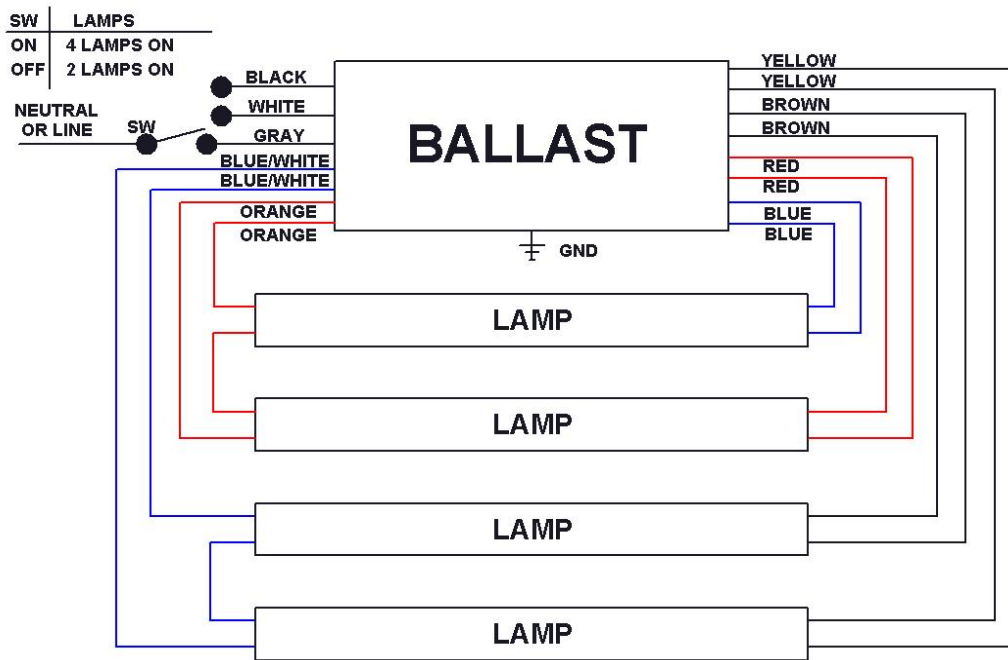 SW LAMPS
ON 4 LAMPS ON
OFF 2 LAMPS ON
NEUTRAL
OR LINE
SW
BLACK
WHITE
GRAY
BLUE/WHITE
BLUE/WHITE
ORANGE
ORANGE
BALLAST
YELLOW
YELLOW
BROWN
BROWN
RED
RED
BLUE
BLUE
GND
LAMP
LAMP
LAMP
LAMP